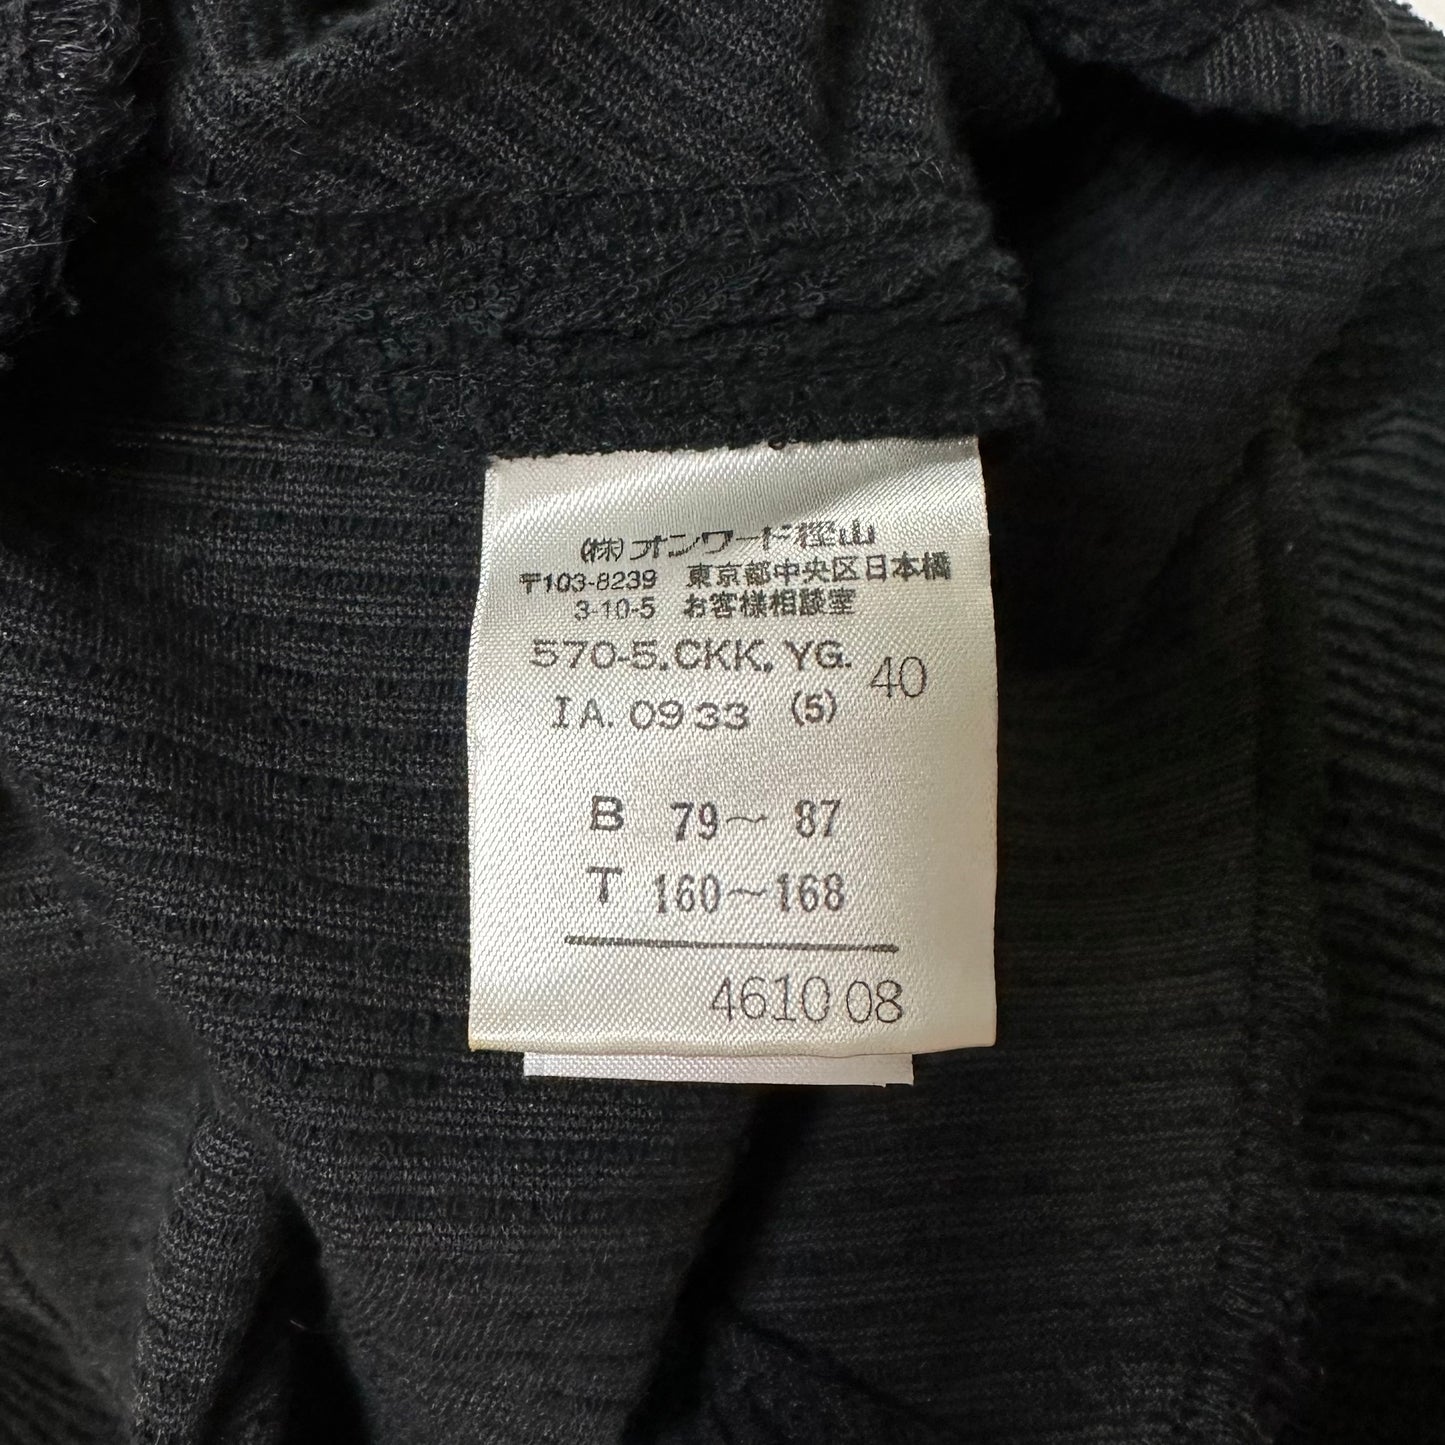 (株)オンワード樫山
〒103-8239 東京都中央区日本橋
3-10-5 お客様相談室
570-5.CKK.YG. 40
IA.0933 (5)
B 79～ 87
T 160～168
461008